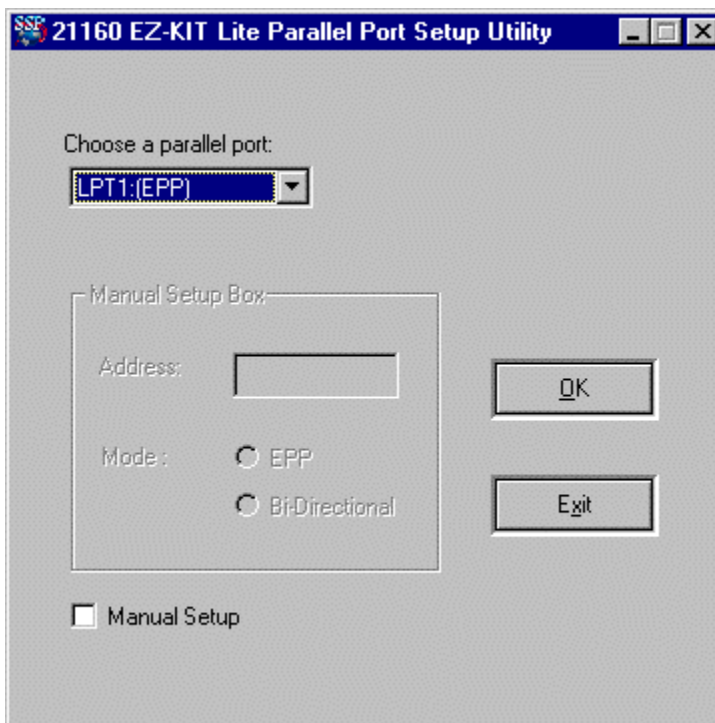 SSF 21160 EZ-KIT Lite Parallel Port Setup Utility
Choose a parallel port:
LPT1:(EPP)
Manual Setup Box
Address:
Mode :
EPP
Bi-Directional
OK
Exit
Manual Setup